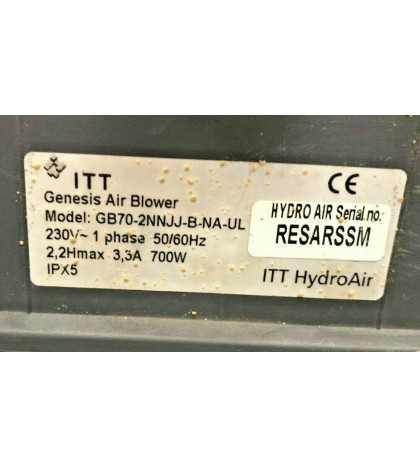 ITT
Genesis Air Blower
Model: GB70-2NNJJ-B-NA-UL
230V~ 1 phase 50/60Hz
2,2Hmax 3,3A 700W
IPX5
CE
HYDRO AIR Serial no.
RESARSSM
ITT HydroAir